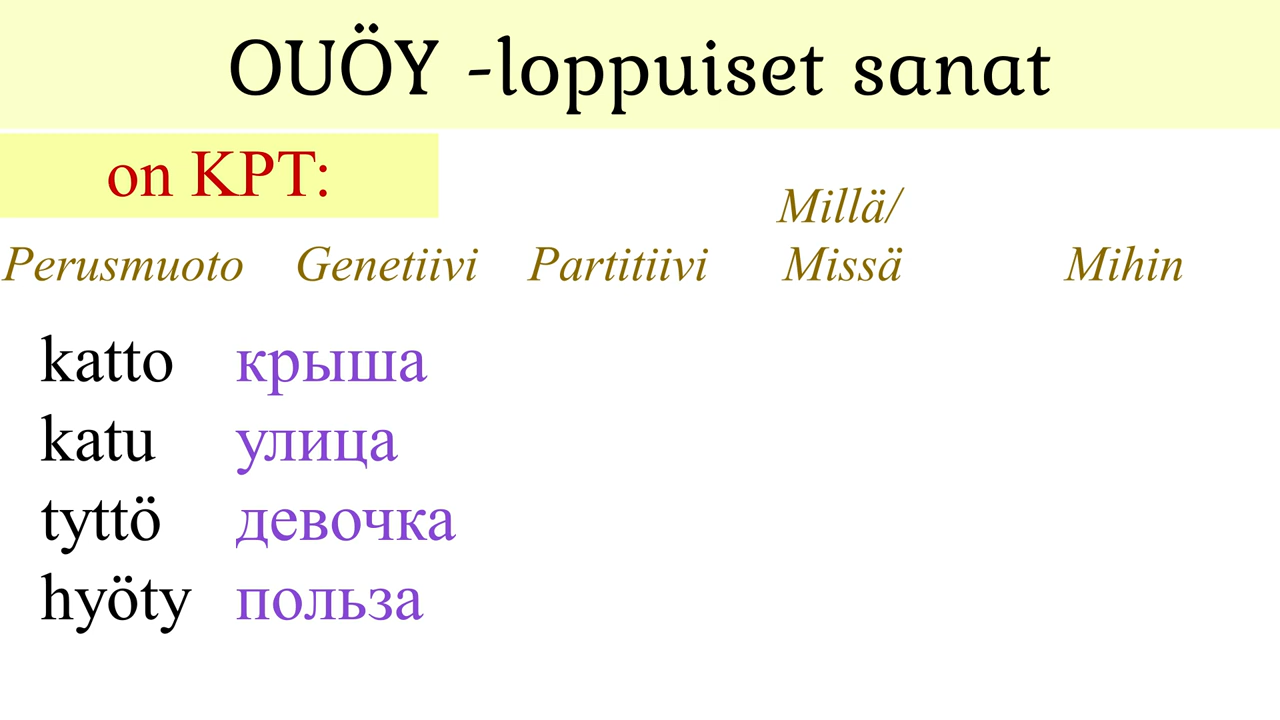 OUÖY -loppuiset sanat
on KPT:
Perusmuoto Genetiivi Partitiivi Millä/ Missä Mihin
katto крыша
katu улица
tyttö девочка
hyöty польза